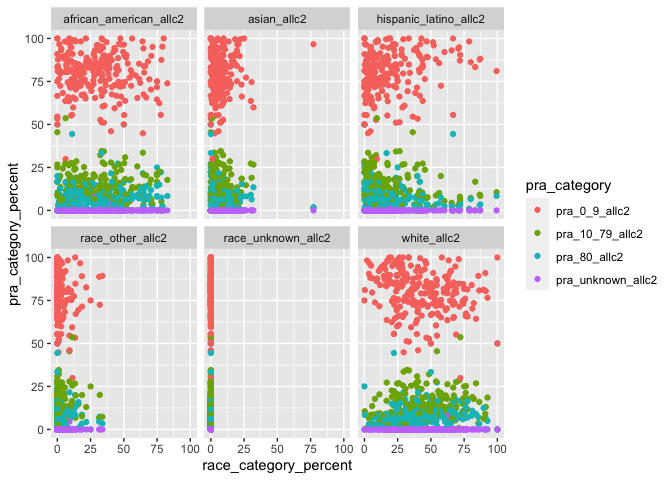 african_american_allc2 asian_allc2 hispanic_latino_allc2
100
75
50
25
0
race_other_allc2 race_unknown_allc2 white_allc2
100
75
50
25
0
0 25 50 75 100 0 25 50 75 100 0 25 50 75 100
race_category_percent
pra_category_percent
pra_category
pra_0_9_allc2
pra_10_79_allc2
pra_80_allc2
pra_unknown_allc2